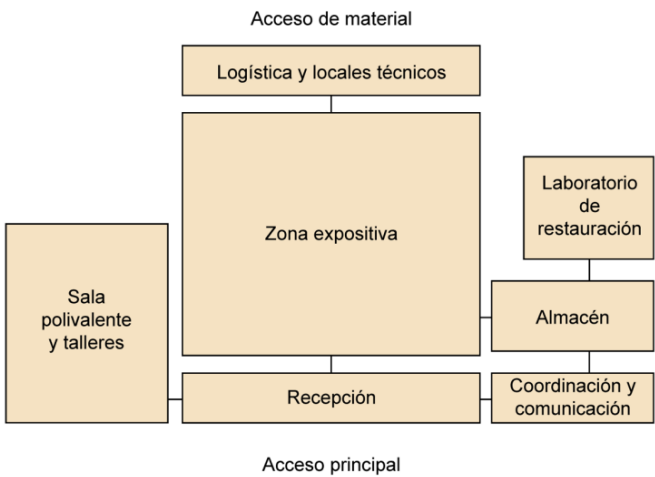 Acceso de material
Logística y locales técnicos
Zona expositiva
Laboratorio
de
restauración
Sala
polivalente
y talleres
Almacén
Recepción
Coordinación y
comunicación
Acceso principal